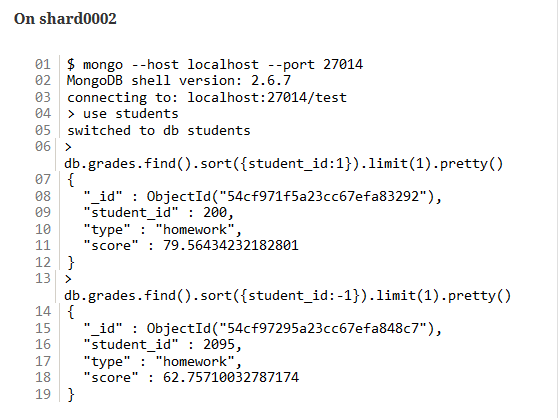 On shard0002
01 $ mongo --host localhost --port 27014
02 MongoDB shell version: 2.6.7
03 connecting to: localhost:27014/test
04 > use students
05 switched to db students
06 >
db.grades.find().sort({student_id:1}).limit(1).pretty()
07 {
08   "_id" : ObjectId("54cf971f5a23cc67efa83292"),
09   "student_id" : 200,
10   "type" : "homework",
11   "score" : 79.56434232182801
12 }
13 >
db.grades.find().sort({student_id:-1}).limit(1).pretty()
14 {
15   "_id" : ObjectId("54cf97295a23cc67efa848c7"),
16   "student_id" : 2095,
17   "type" : "homework",
18   "score" : 62.75710032787174
19 }